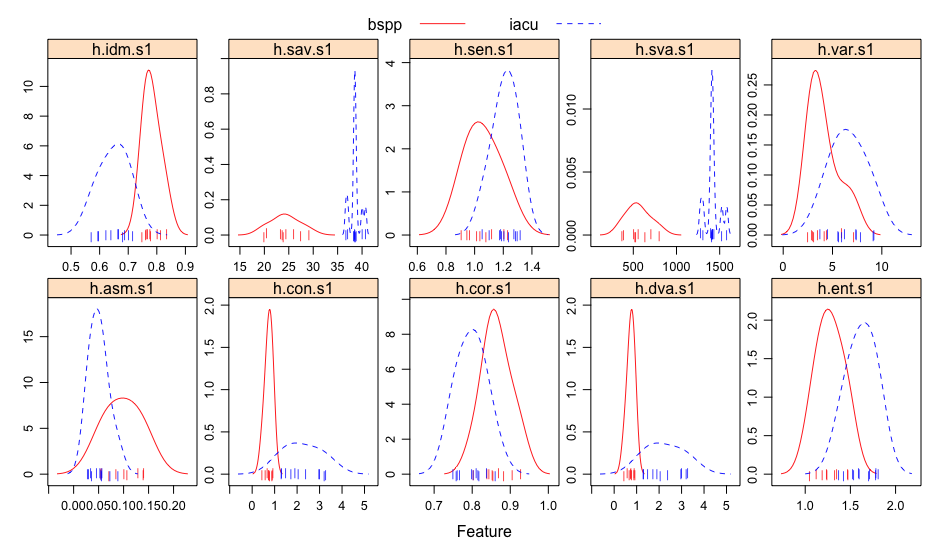 bspp iacu
h.idm.s1 h.sav.s1 h.sen.s1 h.sva.s1 h.var.s1
0 2 4 6 8 10
0.5 0.6 0.7 0.8 0.9
0.0 0.2 0.4 0.6 0.8
15 20 25 30 35 40
0 1 2 3 4
0.6 0.8 1.0 1.2 1.4
0.000 0.005 0.010
500 1000 1500
0.00 0.05 0.10 0.15 0.20 0.25
0 5 10
h.asm.s1 h.con.s1 h.cor.s1 h.dva.s1 h.ent.s1
0 5 10 15
0.00 0.05 0.10 0.15 0.20
0.0 0.5 1.0 1.5 2.0
0 1 2 3 4 5
0 2 4 6 8
0.7 0.8 0.9 1.0
0.0 0.5 1.0 1.5 2.0
0 1 2 3 4 5
0.0 0.5 1.0 1.5 2.0
1.0 1.5 2.0
Feature